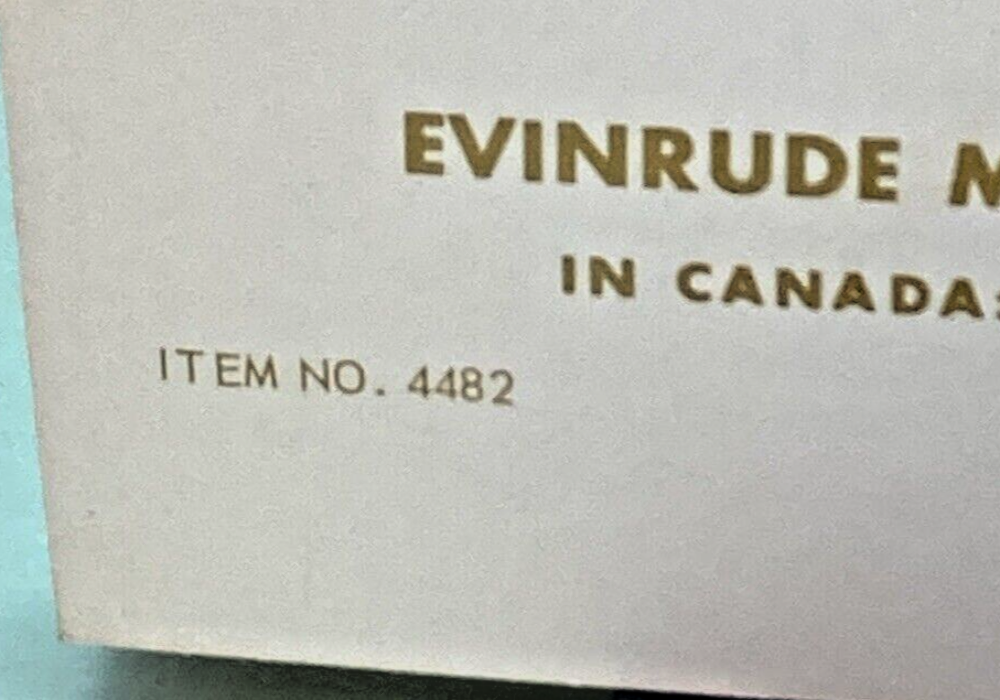 EVINRUDE M
IN CANADA:
ITEM NO. 4482